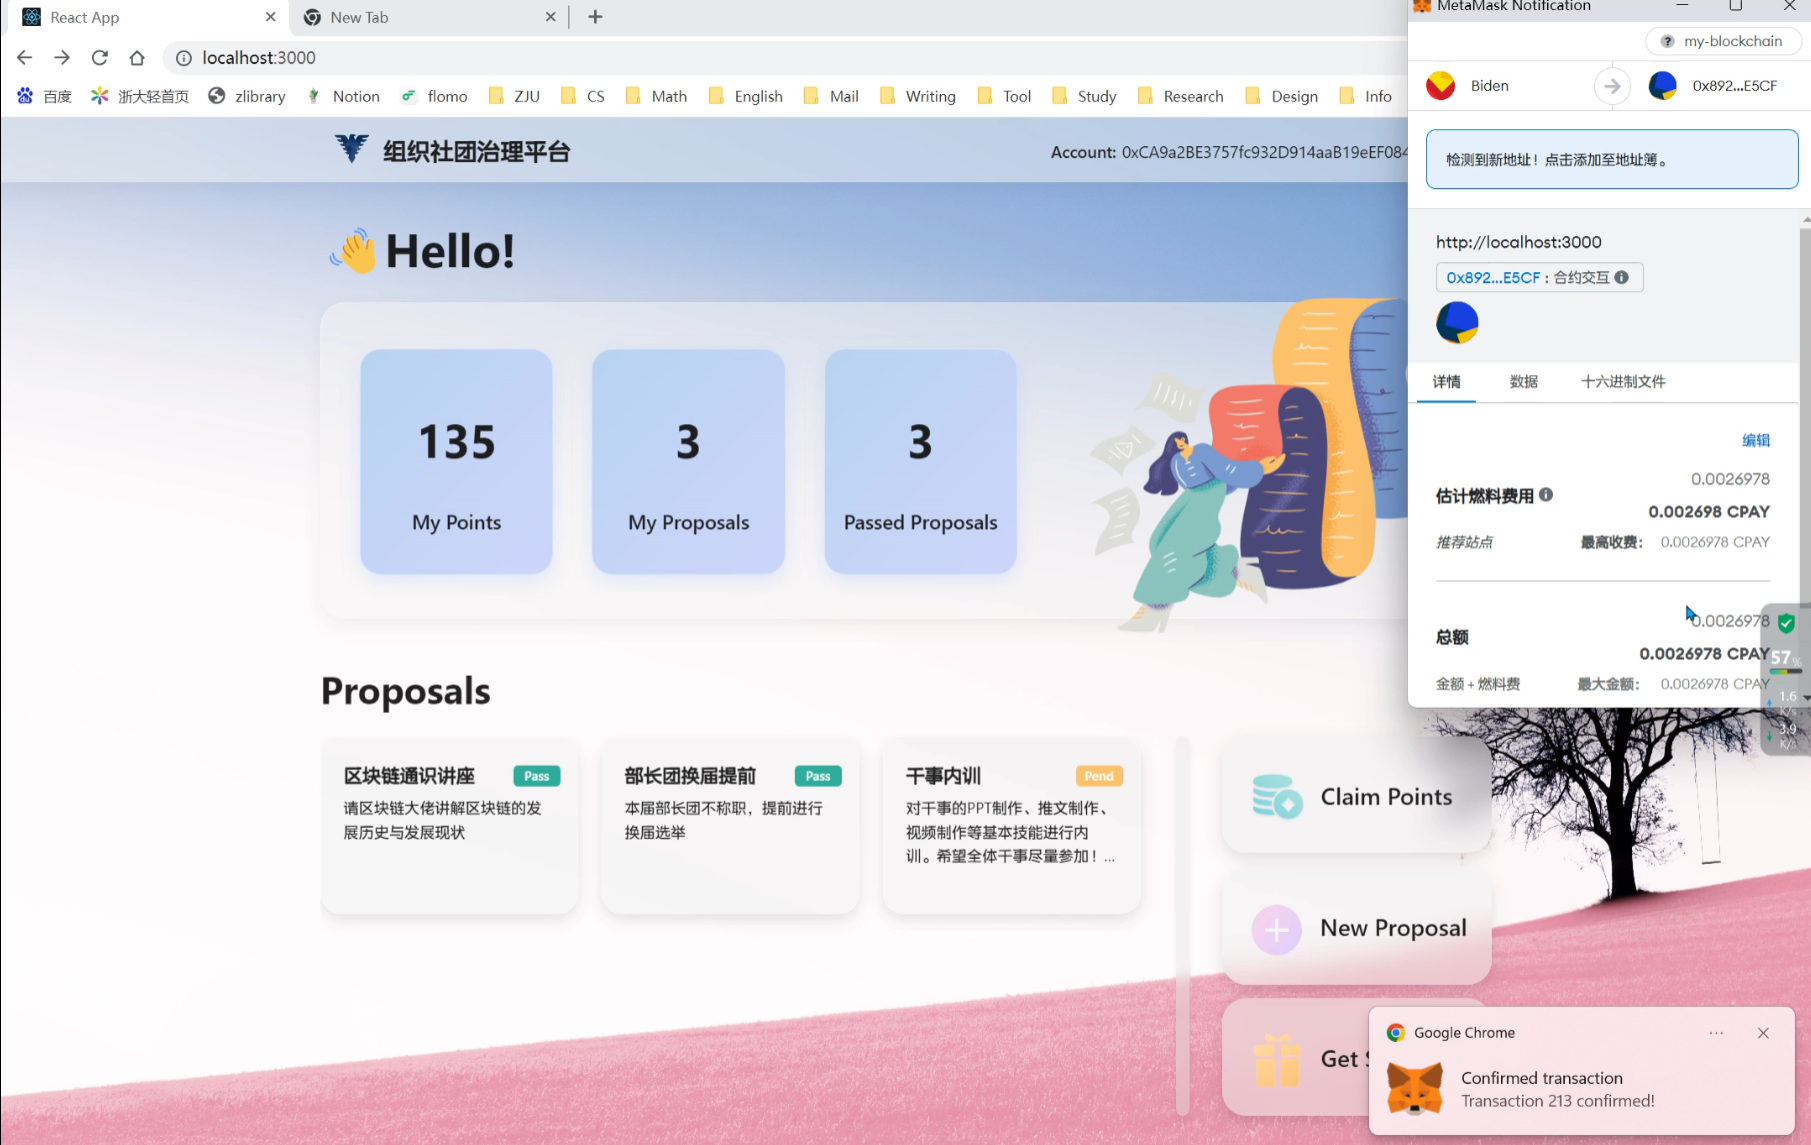 React App
New Tab
localhost:3000
百度
浙大轻首页
zlibrary
Notion
flomo
ZJU
CS
Math
English
Mail
Writing
Tool
Study
Research
Design
Info
组织社团治理平台
Account: 0xCA9a2BE3757fc932D914aaB19eEF084
Hello!
135
My Points
3
My Proposals
3
Passed Proposals
Proposals
区块链通识讲座
Pass
请区块链大佬讲解区块链的发
展历史与发展现状
部长团换届提前
Pass
本届部长团不称职，提前进行
换届选举
干事内训
Pend
对干事的PPT制作、推文制作、
视频制作等基本技能进行内
训。希望全体干事尽量参加！...
Claim Points
New Proposal
Get
MetaMask Notification
my-blockchain
Biden
0x892...E5CF
检测到新地址！点击添加至地址簿。
http://localhost:3000
0x892...E5CF : 合约交互
详情
数据
十六进制文件
编辑
0.0026978
估计燃料费用
0.002698 CPAY
推荐站点
最高收费：
0.0026978 CPAY
0.0026978
总额
0.0026978 CPAY
金额 + 燃料费
最大金额：
0.0026978 CPAY
57%
1.6
K/s
3.9
K/s
Google Chrome
Confirmed transaction
Transaction 213 confirmed!